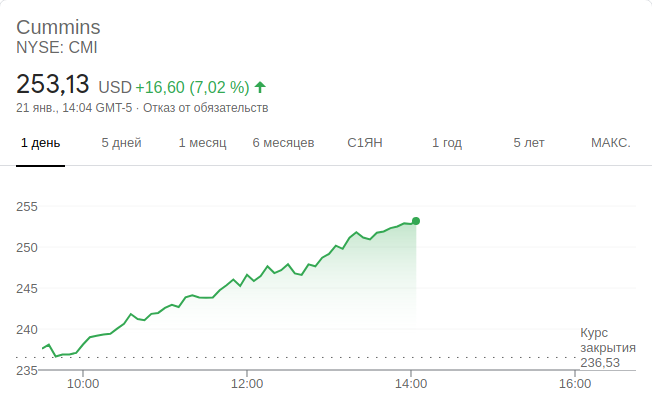 Cummins
NYSE: CMI
253,13 USD +16,60 (7,02 %)
21 янв., 14:04 GMT-5 · Отказ от обязательств
1 день 5 дней 1 месяц 6 месяцев С1ЯН 1 год 5 лет МАКС.
255
250
245
240
235
Курс
закрытия
236,53
10:00 12:00 14:00 16:00